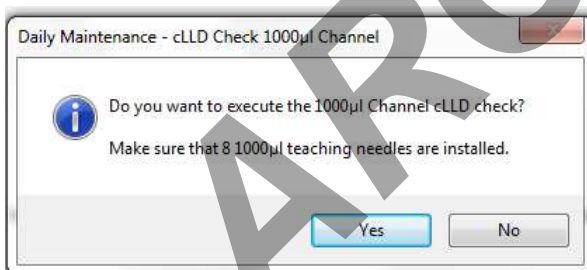 Daily Maintenance - cLLD Check 1000µl Channel
Do you want to execute the 1000µl Channel cLLD check?
Make sure that 8 1000µl teaching needles are installed.
Yes
No